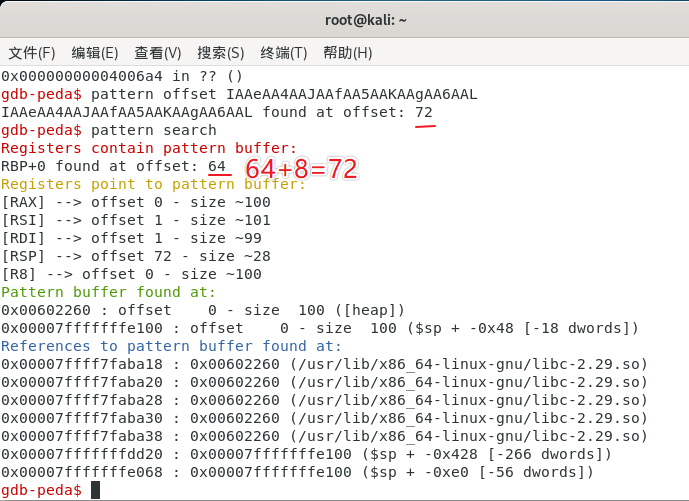 root@kali: ~
文件(F) 编辑(E) 查看(V) 搜索(S) 终端(T) 帮助(H)
0x00000000004006a4 in ?? ()
gdb-peda$ pattern offset IAAeAA4AAJAAfAA5AAKAAgAA6AAL
IAAeAA4AAJAAfAA5AAKAAgAA6AAL found at offset: 72
gdb-peda$ pattern search
Registers contain pattern buffer:
RBP+0 found at offset: 64 64+8=72
Registers point to pattern buffer:
[RAX] --> offset 0 - size ~100
[RSI] --> offset 1 - size ~101
[RDI] --> offset 1 - size ~99
[RSP] --> offset 72 - size ~28
[R8] --> offset 0 - size ~100
Pattern buffer found at:
0x00602260 : offset    0 - size  100 ([heap])
0x00007fffffffe100 : offset    0 - size  100 ($sp + -0x48 [-18 dwords])
References to pattern buffer found at:
0x00007ffff7faba18 : 0x00602260 (/usr/lib/x86_64-linux-gnu/libc-2.29.so)
0x00007ffff7faba20 : 0x00602260 (/usr/lib/x86_64-linux-gnu/libc-2.29.so)
0x00007ffff7faba28 : 0x00602260 (/usr/lib/x86_64-linux-gnu/libc-2.29.so)
0x00007ffff7faba30 : 0x00602260 (/usr/lib/x86_64-linux-gnu/libc-2.29.so)
0x00007ffff7faba38 : 0x00602260 (/usr/lib/x86_64-linux-gnu/libc-2.29.so)
0x00007fffffffdd20 : 0x00007fffffffe100 ($sp + -0x428 [-266 dwords])
0x00007fffffffe068 : 0x00007fffffffe100 ($sp + -0xe0 [-56 dwords])
gdb-peda$